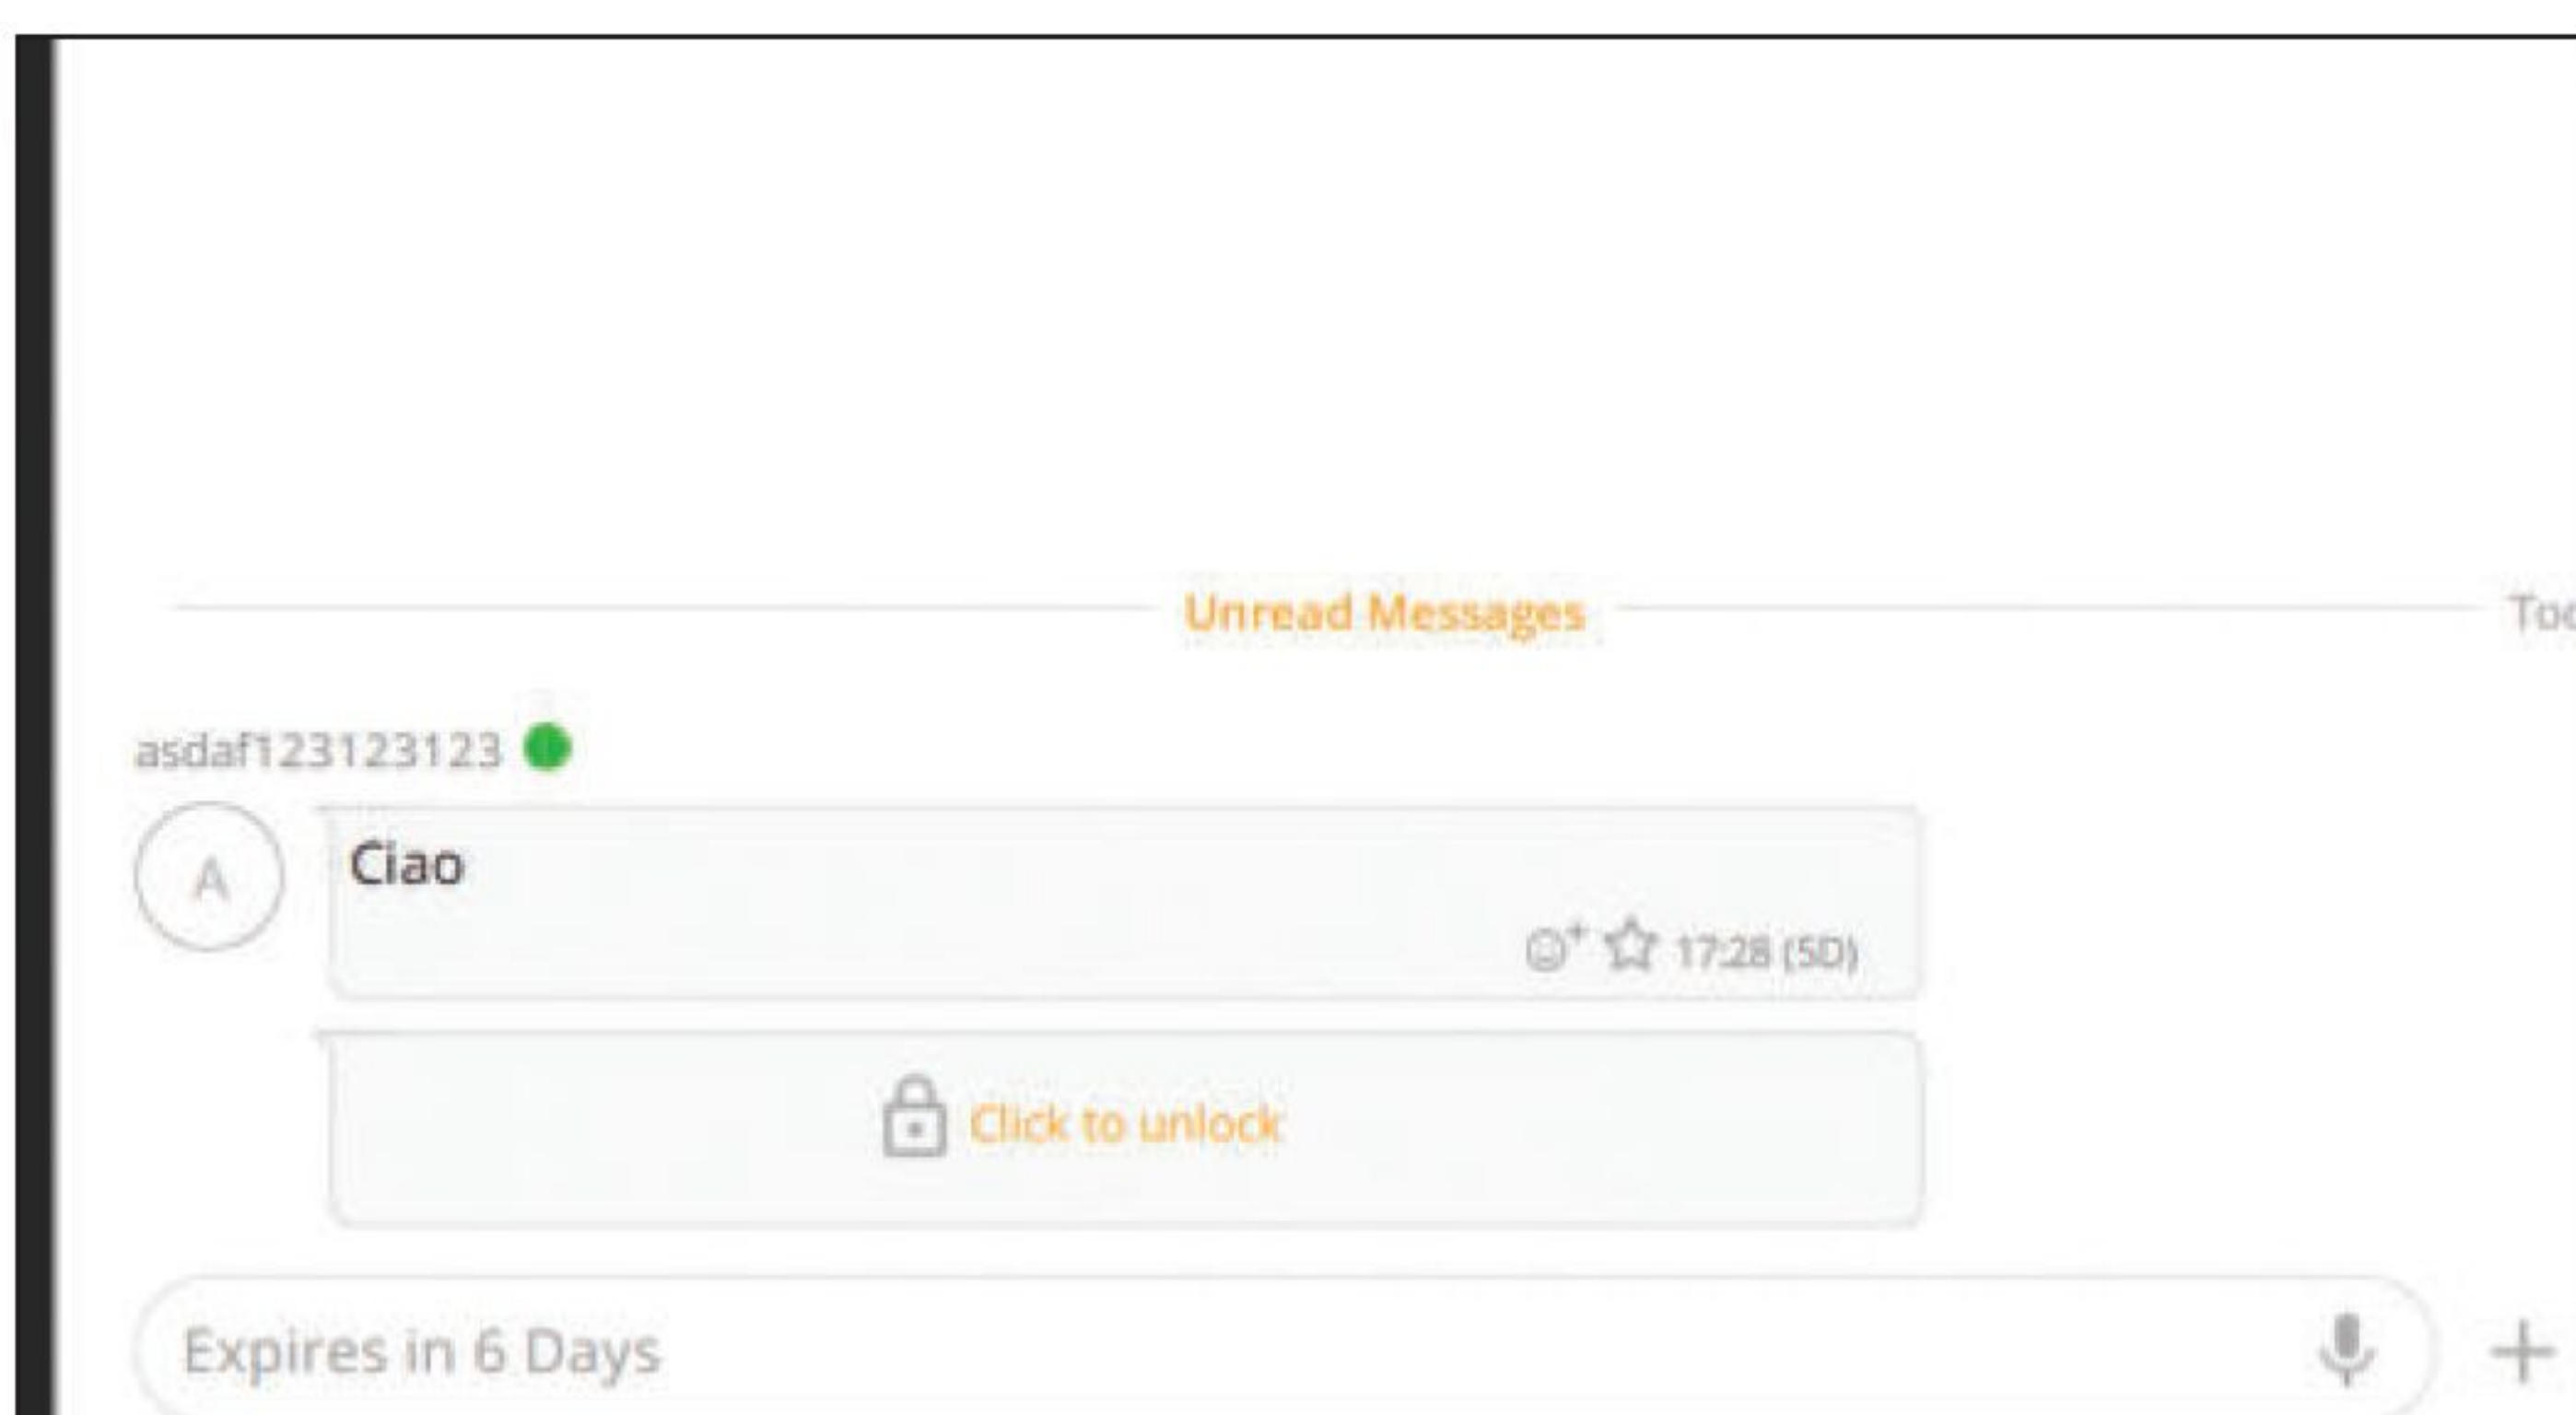 Unread Messages
asdaf123123123
A
Ciao
17:28 (5D)
Click to unlock
Expires in 6 Days